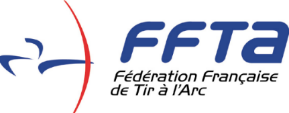 FFTA
Fédération Française
de Tir à l'Arc